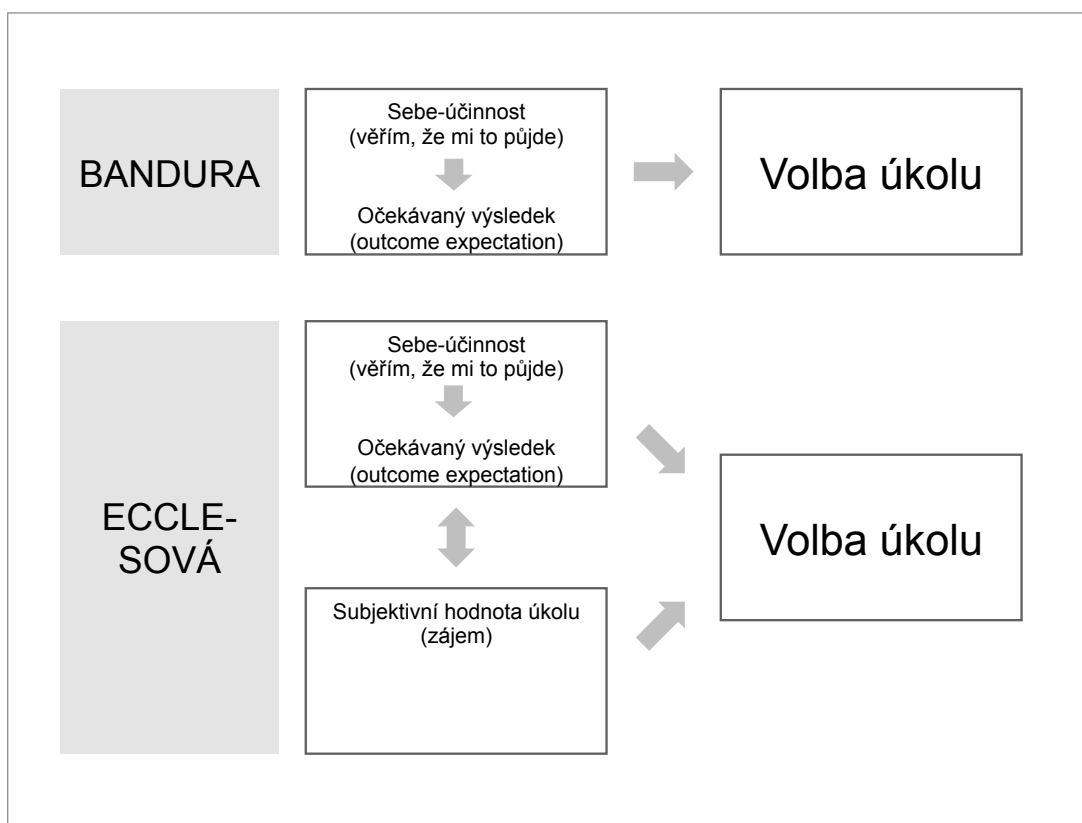 BANDURA
Sebe-účinnost
(věřím, že mi to půjde)
Očekávaný výsledek
(outcome expectation)
Volba úkolu
ECCLE-
SOVÁ
Sebe-účinnost
(věřím, že mi to půjde)
Očekávaný výsledek
(outcome expectation)
Subjektivní hodnota úkolu
(zájem)
Volba úkolu